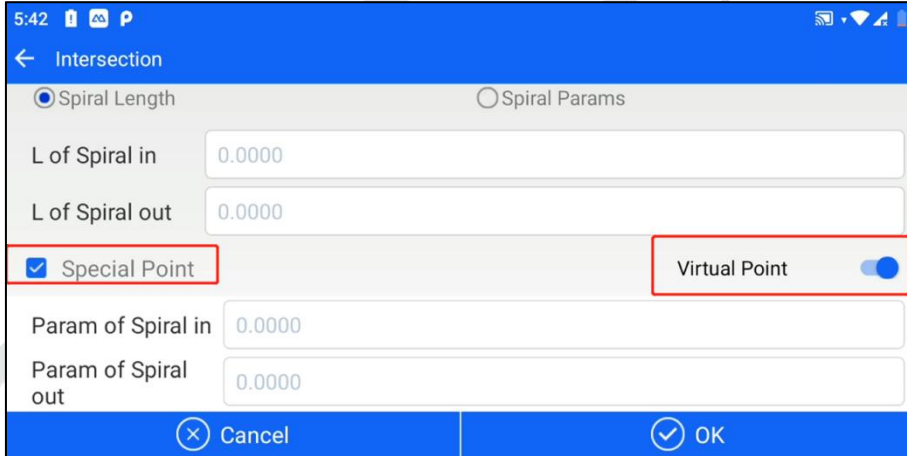 5:42
Intersection
Spiral Length Spiral Params
L of Spiral in 0.0000
L of Spiral out 0.0000
Special Point Virtual Point
Param of Spiral in 0.0000
Param of Spiral
out 0.0000
Cancel OK